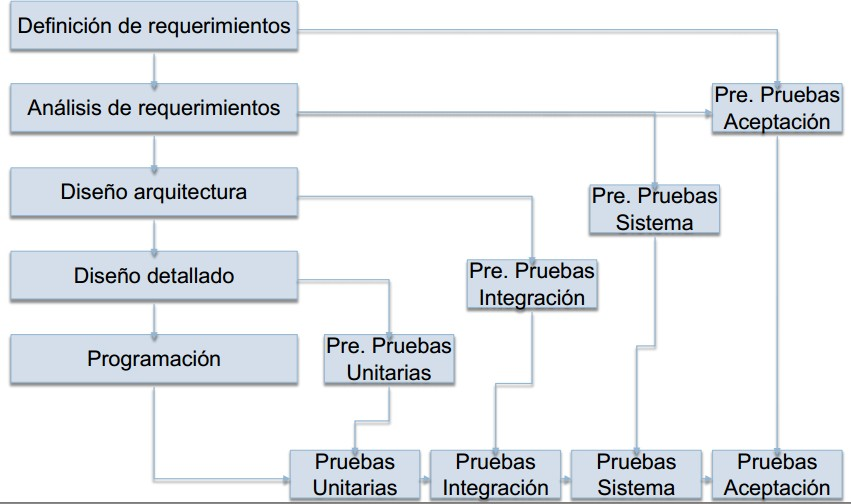 Definición de requerimientos
Análisis de requerimientos
Pre. Pruebas
Aceptación
Diseño arquitectura
Pre. Pruebas
Sistema
Diseño detallado
Pre. Pruebas
Integración
Programación
Pre. Pruebas
Unitarias
Pruebas
Unitarias
Pruebas
Integración
Pruebas
Sistema
Pruebas
Aceptación